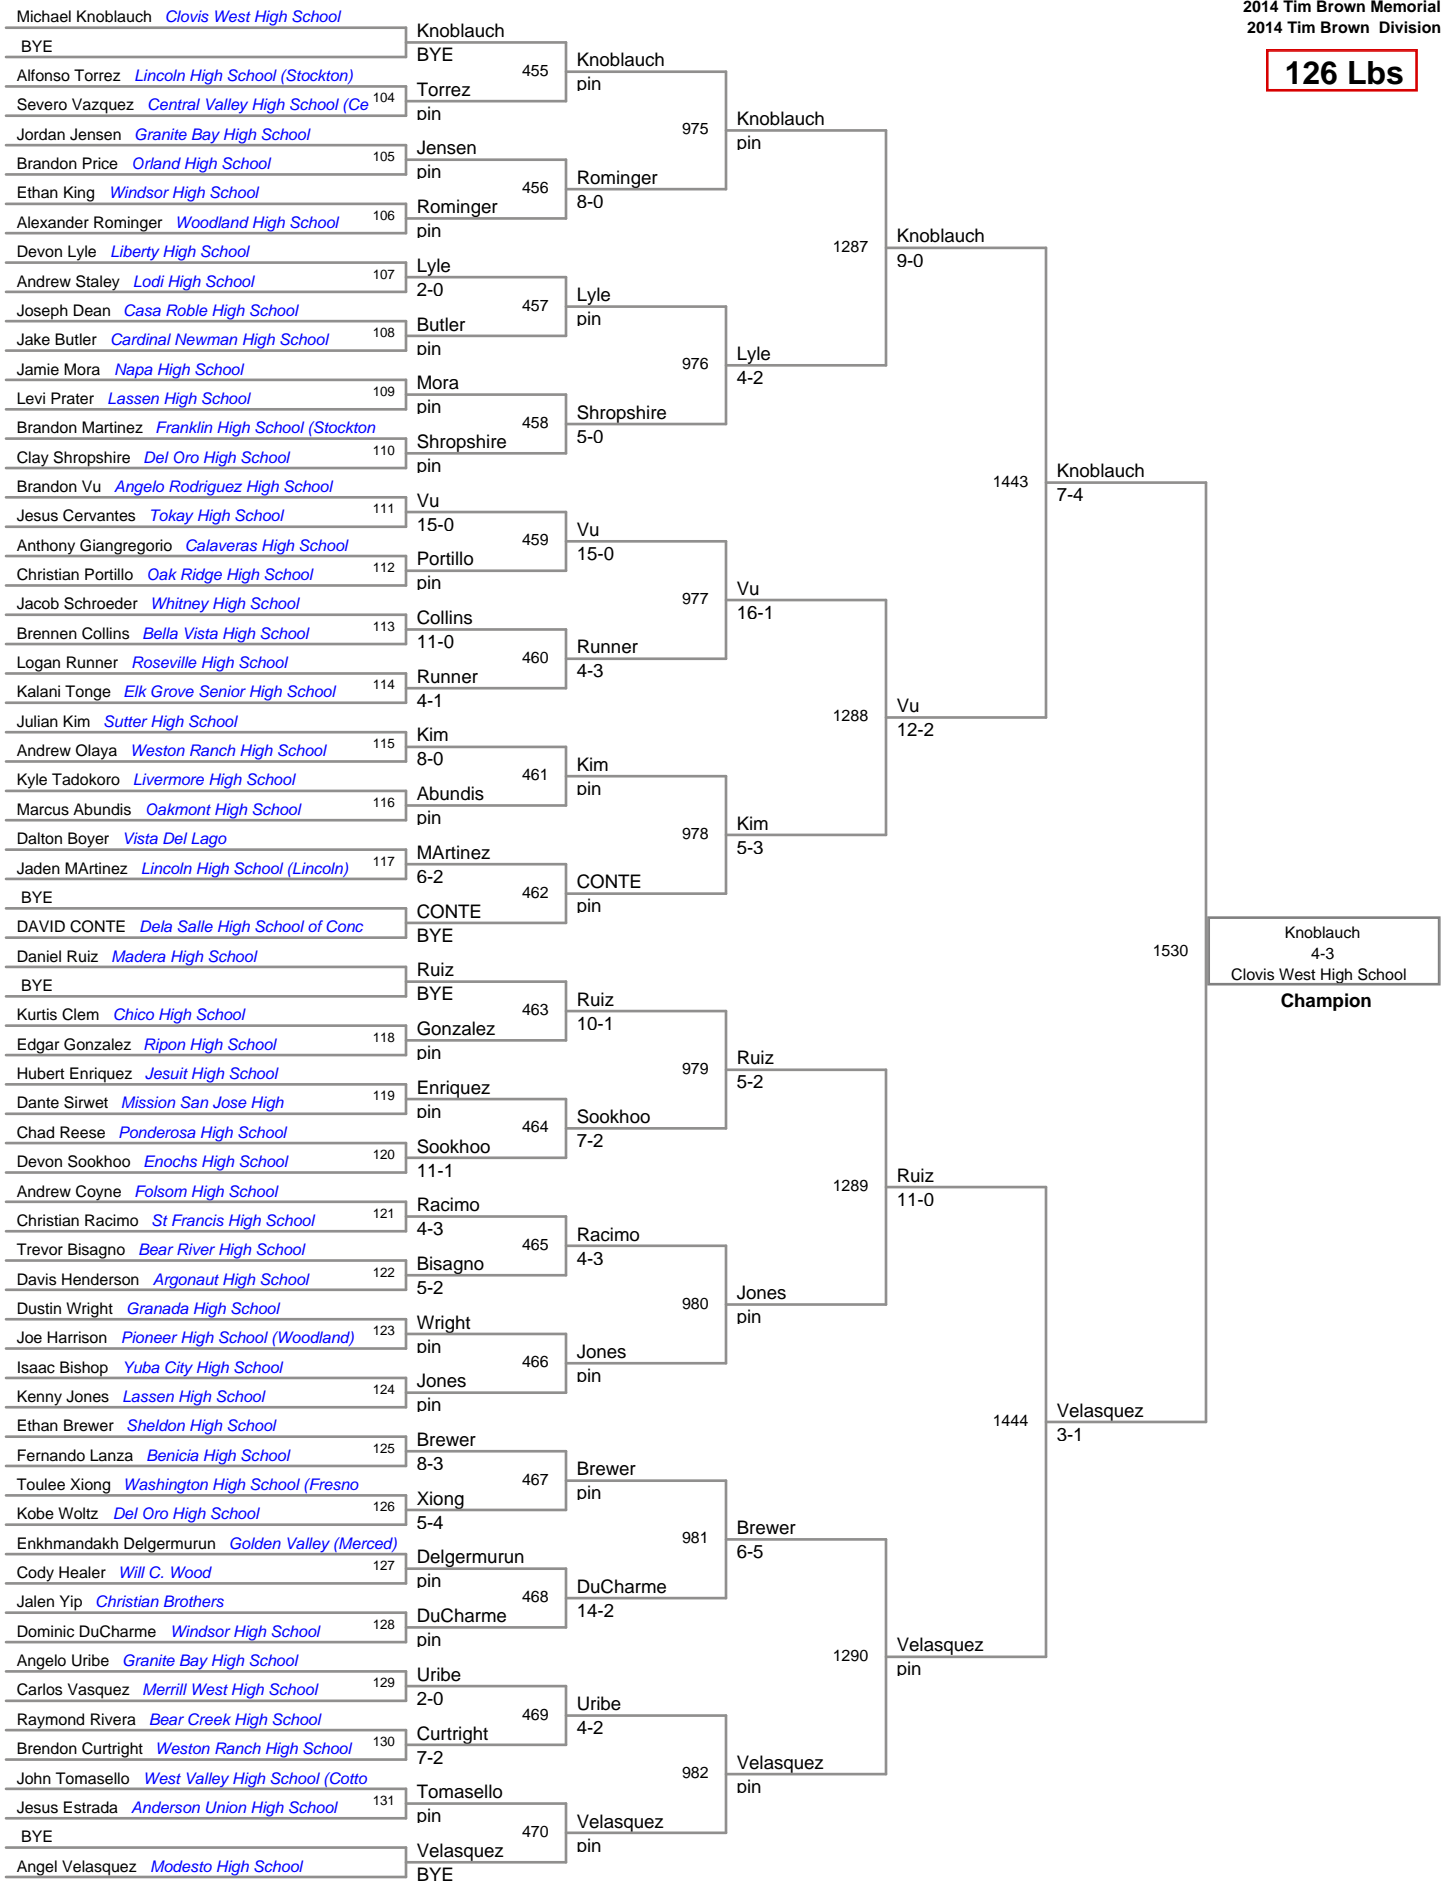 2014 Tim Brown Memorial
2014 Tim Brown Division
126 Lbs
Michael Knoblauch Clovis West High School
BYE
Alfonso Torrez Lincoln High School (Stockton)
Severo Vazquez Central Valley High School (Ce
Jordan Jensen Granite Bay High School
Brandon Price Orland High School
Ethan King Windsor High School
Alexander Rominger Woodland High School
Devon Lyle Liberty High School
Andrew Staley Lodi High School
Joseph Dean Casa Roble High School
Jake Butler Cardinal Newman High School
Jamie Mora Napa High School
Levi Prater Lassen High School
Brandon Martinez Franklin High School (Stockton
Clay Shropshire Del Oro High School
Brandon Vu Angelo Rodriguez High School
Jesus Cervantes Tokay High School
Anthony Giangregorio Calaveras High School
Christian Portillo Oak Ridge High School
Jacob Schroeder Whitney High School
Brennen Collins Bella Vista High School
Logan Runner Roseville High School
Kalani Tonge Elk Grove Senior High School
Julian Kim Sutter High School
Andrew Olaya Weston Ranch High School
Kyle Tadokoro Livermore High School
Marcus Abundis Oakmont High School
Dalton Boyer Vista Del Lago
Jaden MArtinez Lincoln High School (Lincoln)
BYE
DAVID CONTE Dela Salle High School of Conc
Daniel Ruiz Madera High School
BYE
Kurtis Clem Chico High School
Edgar Gonzalez Ripon High School
Hubert Enriquez Jesuit High School
Dante Sirwet Mission San Jose High
Chad Reese Ponderosa High School
Devon Sookhoo Enochs High School
Andrew Coyne Folsom High School
Christian Racimo St Francis High School
Trevor Bisagno Bear River High School
Davis Henderson Argonaut High School
Dustin Wright Granada High School
Joe Harrison Pioneer High School (Woodland)
Isaac Bishop Yuba City High School
Kenny Jones Lassen High School
Ethan Brewer Sheldon High School
Fernando Lanza Benicia High School
Toulee Xiong Washington High School (Fresno
Kobe Woltz Del Oro High School
Enkhmandakh Delgermurun Golden Valley (Merced)
Cody Healer Will C. Wood
Jalen Yip Christian Brothers
Dominic DuCharme Windsor High School
Angelo Uribe Granite Bay High School
Carlos Vasquez Merrill West High School
Raymond Rivera Bear Creek High School
Brendon Curtright Weston Ranch High School
John Tomasello West Valley High School (Cotto
Jesus Estrada Anderson Union High School
BYE
Angel Velasquez Modesto High School
104
105
106
107
108
109
110
111
112
113
114
115
116
117
118
119
120
121
122
123
124
125
126
127
128
129
130
131
Knoblauch
BYE
Torrez
pin
Jensen
pin
Rominger
pin
Lyle
2-0
Butler
pin
Mora
pin
Shropshire
pin
Vu
15-0
Portillo
pin
Collins
11-0
Runner
4-1
Kim
8-0
Abundis
pin
MArtinez
6-2
CONTE
BYE
Ruiz
BYE
Gonzalez
pin
Enriquez
pin
Sookhoo
11-1
Racimo
4-3
Bisagno
5-2
Wright
pin
Jones
pin
Brewer
8-3
Xiong
5-4
Delgermurun
pin
DuCharme
pin
Uribe
2-0
Curtright
7-2
Tomasello
pin
Velasquez
BYE
455
456
457
458
459
460
461
462
463
464
465
466
467
468
469
470
Knoblauch
pin
Rominger
8-0
Lyle
pin
Shropshire
5-0
Vu
15-0
Runner
4-3
Kim
pin
CONTE
pin
Ruiz
10-1
Sookhoo
7-2
Racimo
4-3
Jones
pin
Brewer
pin
DuCharme
14-2
Uribe
4-2
Velasquez
pin
975
976
977
978
979
980
981
982
Knoblauch
pin
Lyle
4-2
Vu
16-1
Kim
5-3
Ruiz
5-2
Jones
pin
Brewer
6-5
Velasquez
pin
1287
1288
1289
1290
Knoblauch
9-0
Vu
12-2
Ruiz
11-0
Velasquez
pin
1443
1444
Knoblauch
7-4
Velasquez
3-1
1530
Knoblauch
4-3
Clovis West High School
Champion